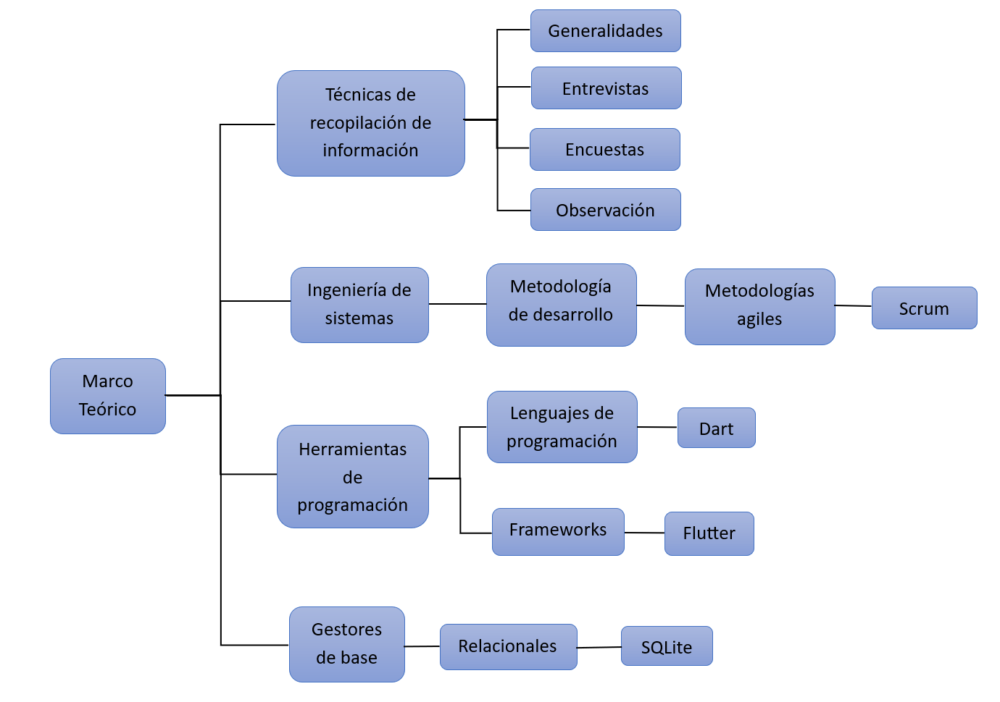 Generalidades
Entrevistas
Encuestas
Observación
Técnicas de
recopilación de
información
Ingeniería de
sistemas
Metodología
de desarrollo
Metodologías
agiles
Scrum
Marco
Teórico
Herramientas
de
programación
Lenguajes de
programación
Dart
Frameworks
Flutter
Gestores
de base
Relacionales
SQLite